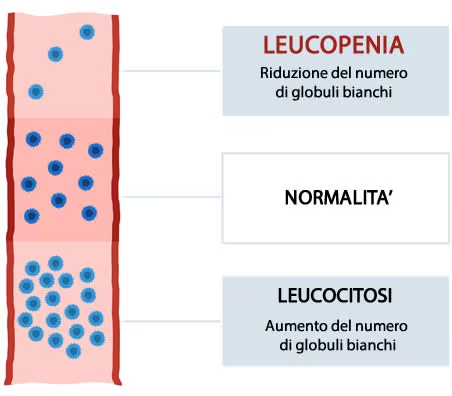 LEUCOPENIA
Riduzione del numero
di globuli bianchi
NORMALITA’
LEUCOCITOSI
Aumento del numero
di globuli bianchi